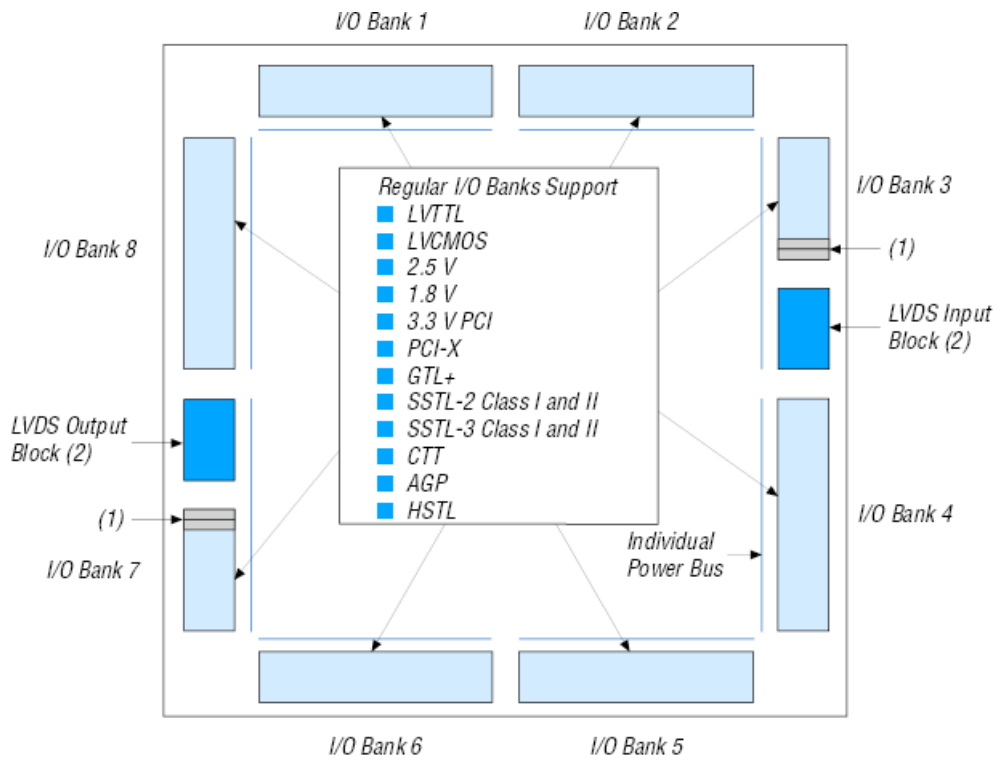 I/O Bank 1
I/O Bank 2
Regular I/O Banks Support
LVTTL
LVCMOS
2.5 V
1.8 V
3.3 V PCI
PCI-X
GTL+
SSTL-2 Class I and II
SSTL-3 Class I and II
CTT
AGP
HSTL
I/O Bank 3
(1)
LVDS Input
Block (2)
I/O Bank 8
LVDS Output
Block (2)
(1)
I/O Bank 7
I/O Bank 4
Individual
Power Bus
I/O Bank 6
I/O Bank 5